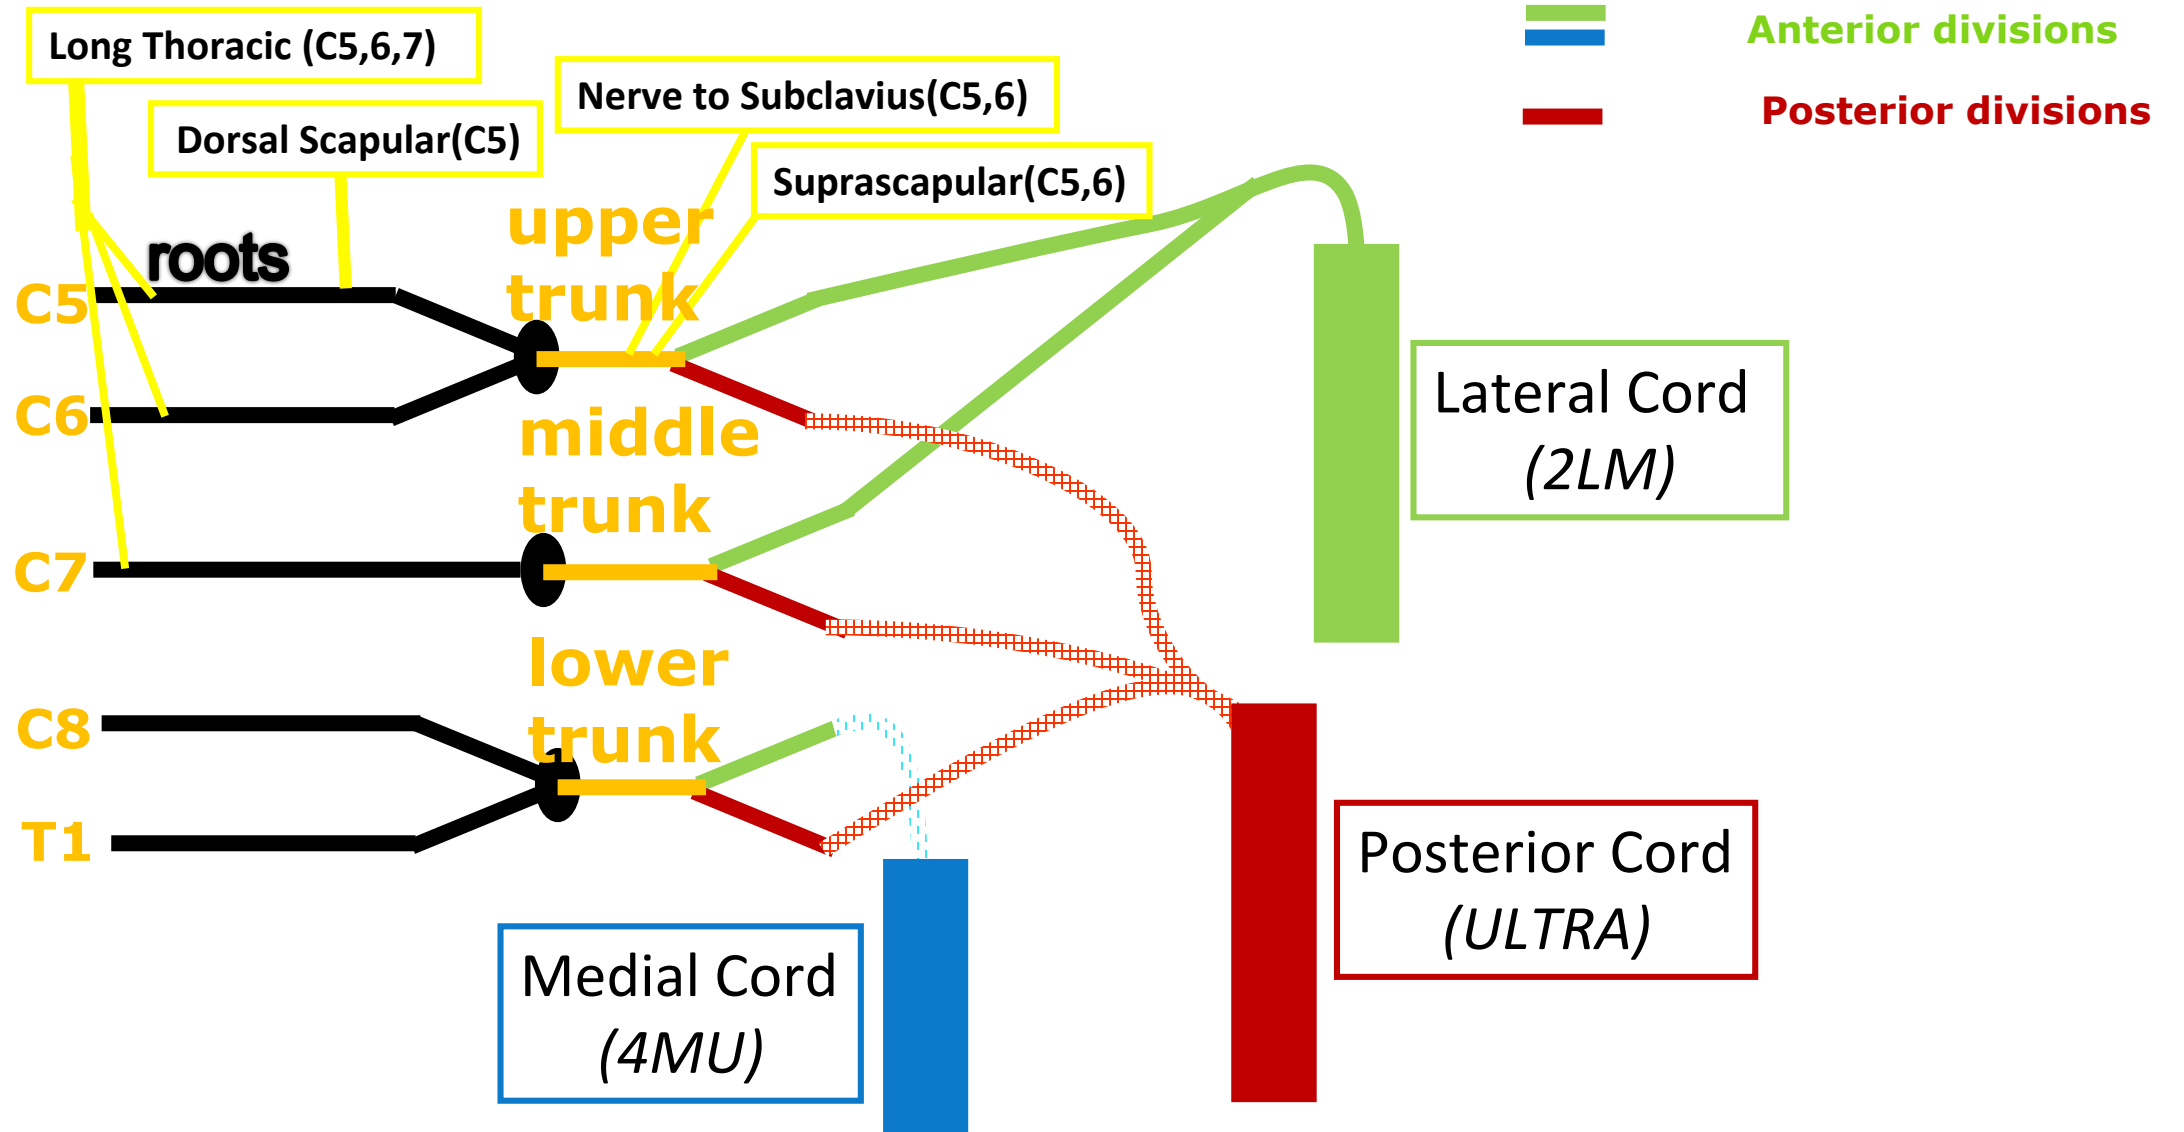 Long Thoracic (C5,6,7)
Dorsal Scapular(C5)
Nerve to Subclavius(C5,6)
Suprascapular(C5,6)
Anterior divisions
Posterior divisions
roots
upper
trunk
C5
C6
middle
trunk
C7
lower
trunk
C8
T1
Lateral Cord
(2LM)
Posterior Cord
(ULTRA)
Medial Cord
(4MU)